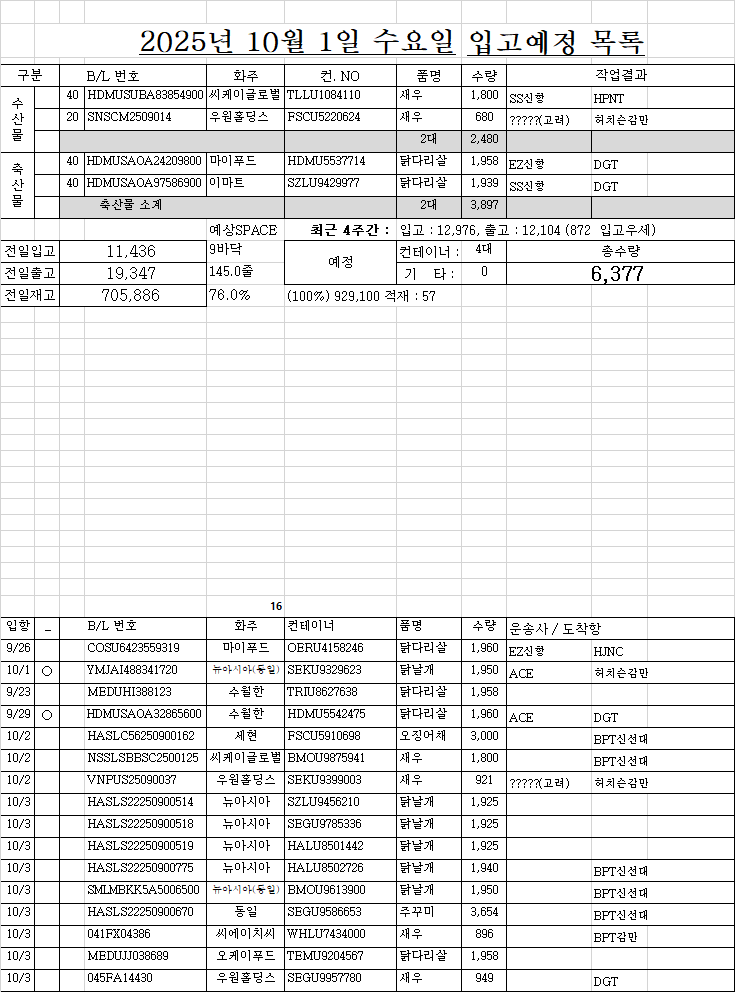 2025년 10월 1일 수요일 입고예정 목록
구분 B/L 번호 화주 컨. NO 품명 수량 작업결과
수산물
40 HDMUSUBA83854900 씨케이글로벌 TLLU1084110 새우 1,800 SS신항 HPNT
20 SNSCM2509014 우원홀딩스 FSCU5220624 새우 680 ?????(고려) 허치슨감만
2대 2,480
축산물
40 HDMUSAOA24209800 마이푸드 HDMU5537714 닭다리살 1,958 EZ신항 DGT
40 HDMUSAOA97586900 이마트 SZLU9429977 닭다리살 1,939 SS신항 DGT
축산물 소계 2대 3,897
예상SPACE 최근 4주간 : 입고 : 12,976, 출고 : 12,104 (872 입고우세)
전일입고 11,436 9바닥 예정 컨테이너 : 4대 총수량
전일출고 19,347 145.0줄 기 타 : 0 6,377
전일재고 705,886 76.0% (100%) 929,100 적재 : 57
16
입항 _ B/L 번호 화주 컨테이너 품명 수량 운송사 / 도착항
9/26 COSU6423559319 마이푸드 OERU4158246 닭다리살 1,960 EZ신항 HJNC
10/1 ○ YMJAI488341720 뉴아시아(동일) SEKU9329623 닭날개 1,950 ACE 허치슨감만
9/23 MEDUHI388123 수월한 TRIU8627638 닭다리살 1,958
9/29 ○ HDMUSAOA32865600 수월한 HDMU5542475 닭다리살 1,960 ACE DGT
10/2 HASLC56250900162 세현 FSCU5910698 오징어채 3,000 BPT신선대
10/2 NSSLSBBSC2500125 씨케이글로벌 BMOU9875941 새우 1,800 BPT신선대
10/2 VNPUS25090037 우원홀딩스 SEKU9399003 새우 921 ?????(고려) 허치슨감만
10/3 HASLS22250900514 뉴아시아 SZLU9456210 닭날개 1,925
10/3 HASLS22250900518 뉴아시아 SEGU9785336 닭날개 1,925
10/3 HASLS22250900519 뉴아시아 HALU8501442 닭날개 1,925
10/3 HASLS22250900775 뉴아시아 HALU8502726 닭날개 1,940 BPT신선대
10/3 SMLMBKK5A5006500 뉴아시아(동일) BMOU9613900 닭날개 1,950 BPT신선대
10/3 HASLS22250900670 동일 SEGU9586653 주꾸미 3,654 BPT신선대
10/3 041FX04386 씨에이치씨 WHLU7434000 새우 896 BPT감만
10/3 MEDUJJ038689 오케이푸드 TEMU9204567 닭다리살 1,958
10/3 045FA14430 우원홀딩스 SEGU9957780 새우 949 DGT